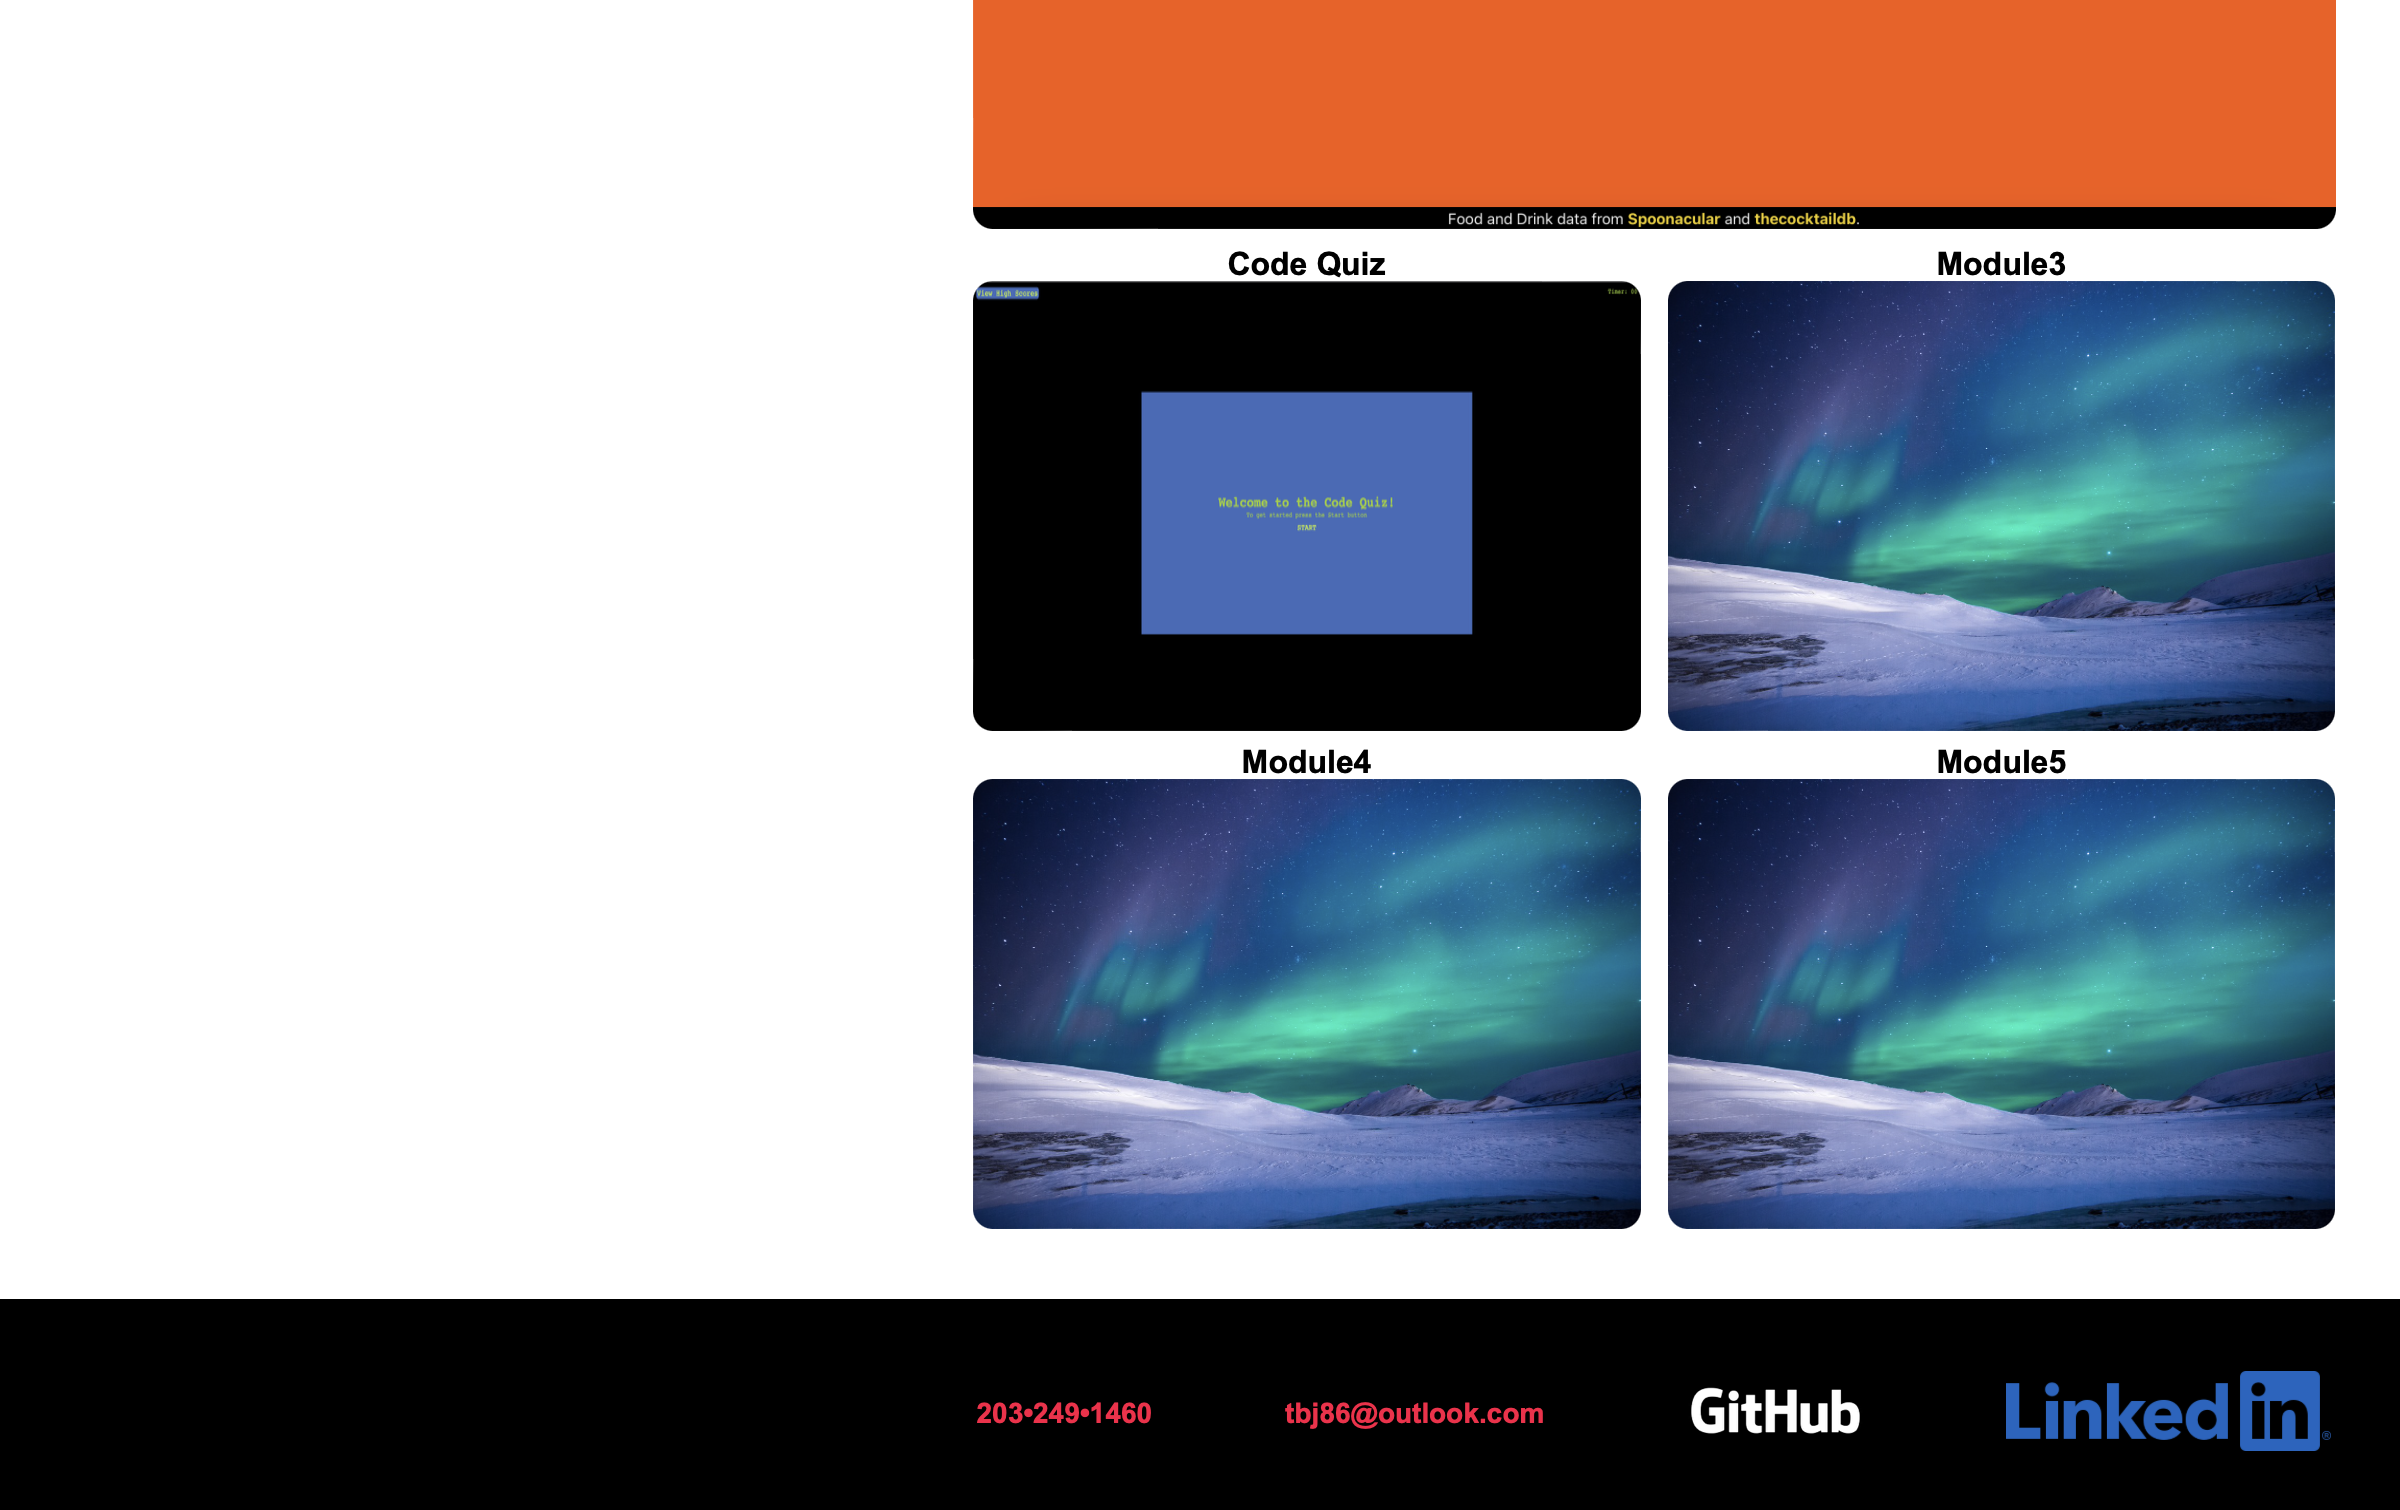 Food and Drink data from Spoonacular and thecocktaildb.
Code Quiz
Module3
View High Scores
Timer: 0
Welcome to the Code Quiz!
To get started press the Start button
START
Module4
Module5
203•249•1460
tbj86@outlook.com
GitHub
Linked in ®